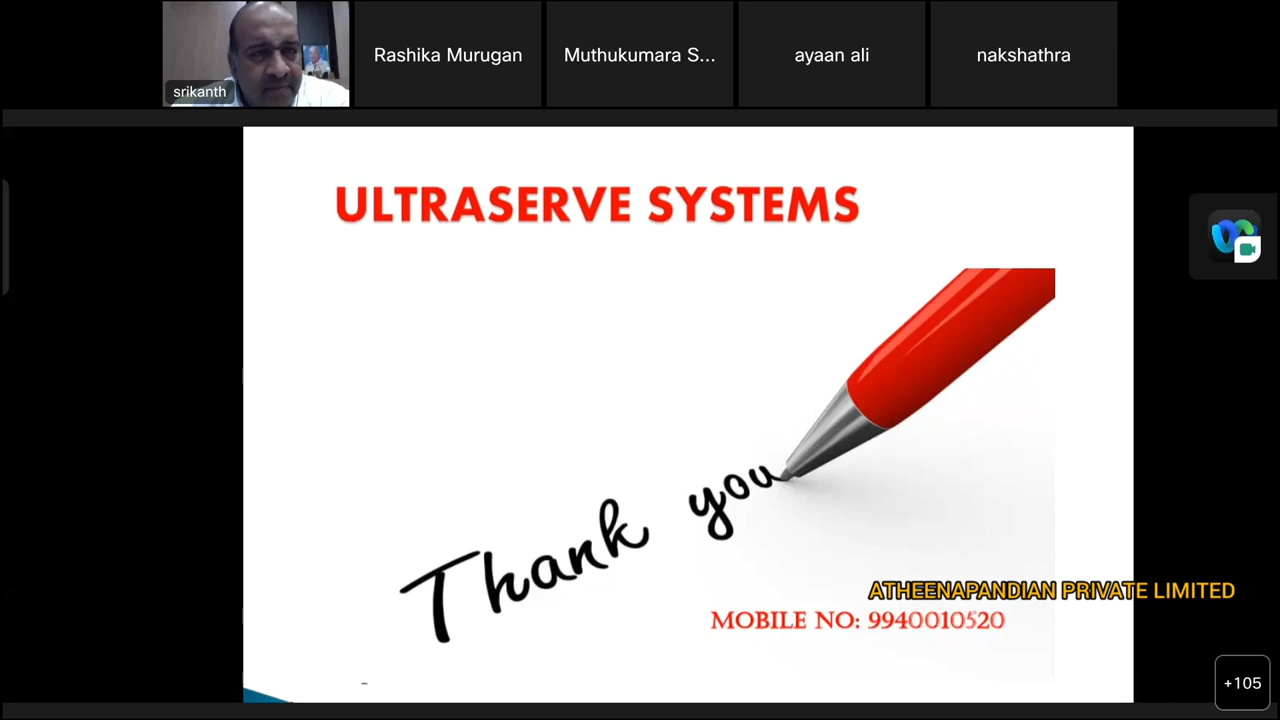 srikanth
Rashika Murugan
Muthukumara S...
ayaan ali
nakshathra
ULTRASERVE SYSTEMS
Thank you
ATHEENAPANDIAN PRIVATE LIMITED
MOBILE NO: 9940010520
+105